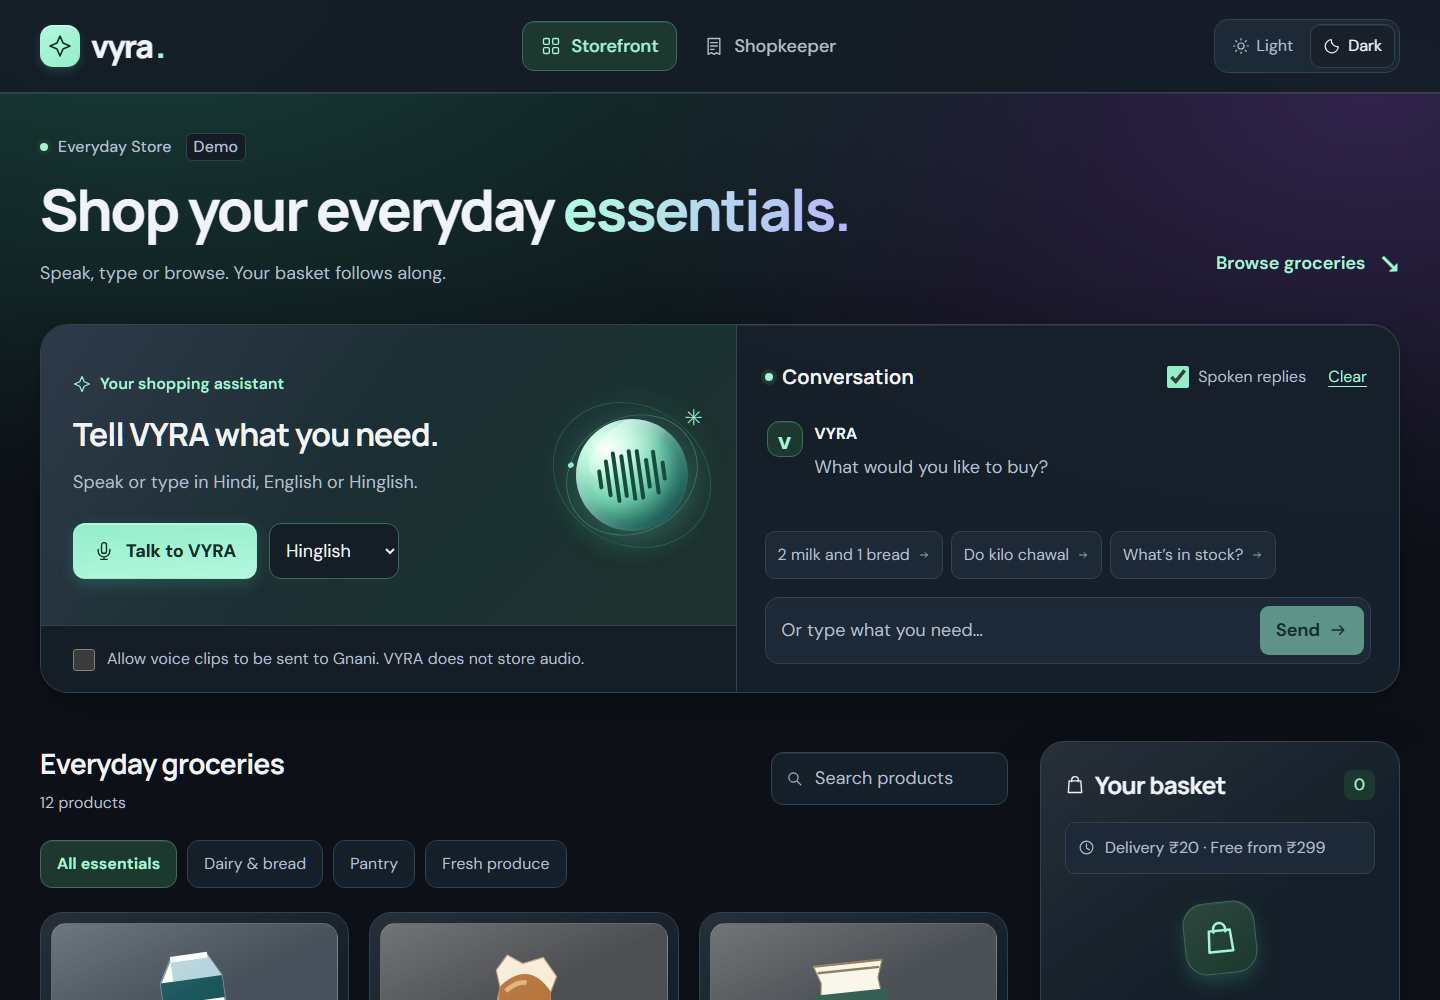 vyra.
Storefront
Shopkeeper
Light
Dark
Everyday Store
Demo
Shop your everyday essentials.
Speak, type or browse. Your basket follows along.
Browse groceries ↘
Your shopping assistant
Tell VYRA what you need.
Speak or type in Hindi, English or Hinglish.
Talk to VYRA
Hinglish
Allow voice clips to be sent to Gnani. VYRA does not store audio.
Conversation
Spoken replies
Clear
v
VYRA
What would you like to buy?
2 milk and 1 bread →
Do kilo chawal →
What's in stock? →
Or type what you need...
Send →
Everyday groceries
12 products
Search products
All essentials
Dairy & bread
Pantry
Fresh produce
Your basket
0
Delivery ₹20 · Free from ₹299